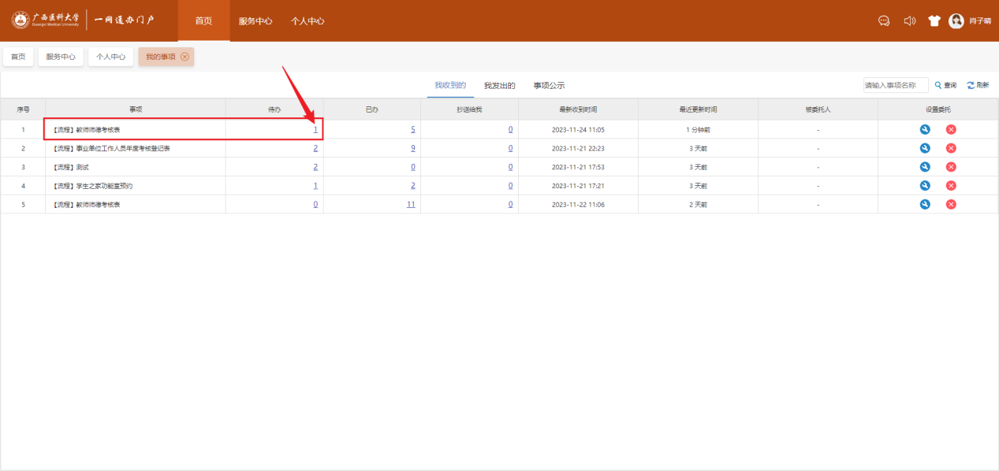 广西医科大学 一网通办门户 首页 服务中心 个人中心 肖子晴
Guangxi Medical University
首页 服务中心 个人中心 我的事项
我收到的 我发出的 事项公示 请输入事项名称 查询 刷新
序号 事项 待办 已办 抄送给我 最新收到时间 最近更新时间 被委托人 设置委托
1 【流程】教师师德考核表 1 5 0 2023-11-24 11:05 1 分钟前 -
2 【流程】事业单位工作人员年度考核登记表 2 9 0 2023-11-21 22:23 3 天前 -
3 【流程】测试 2 0 0 2023-11-21 17:53 3 天前 -
4 【流程】学生之家功能室预约 1 2 0 2023-11-21 17:21 3 天前 -
5 【流程】教师师德考核表 0 11 0 2023-11-22 11:06 2 天前 -